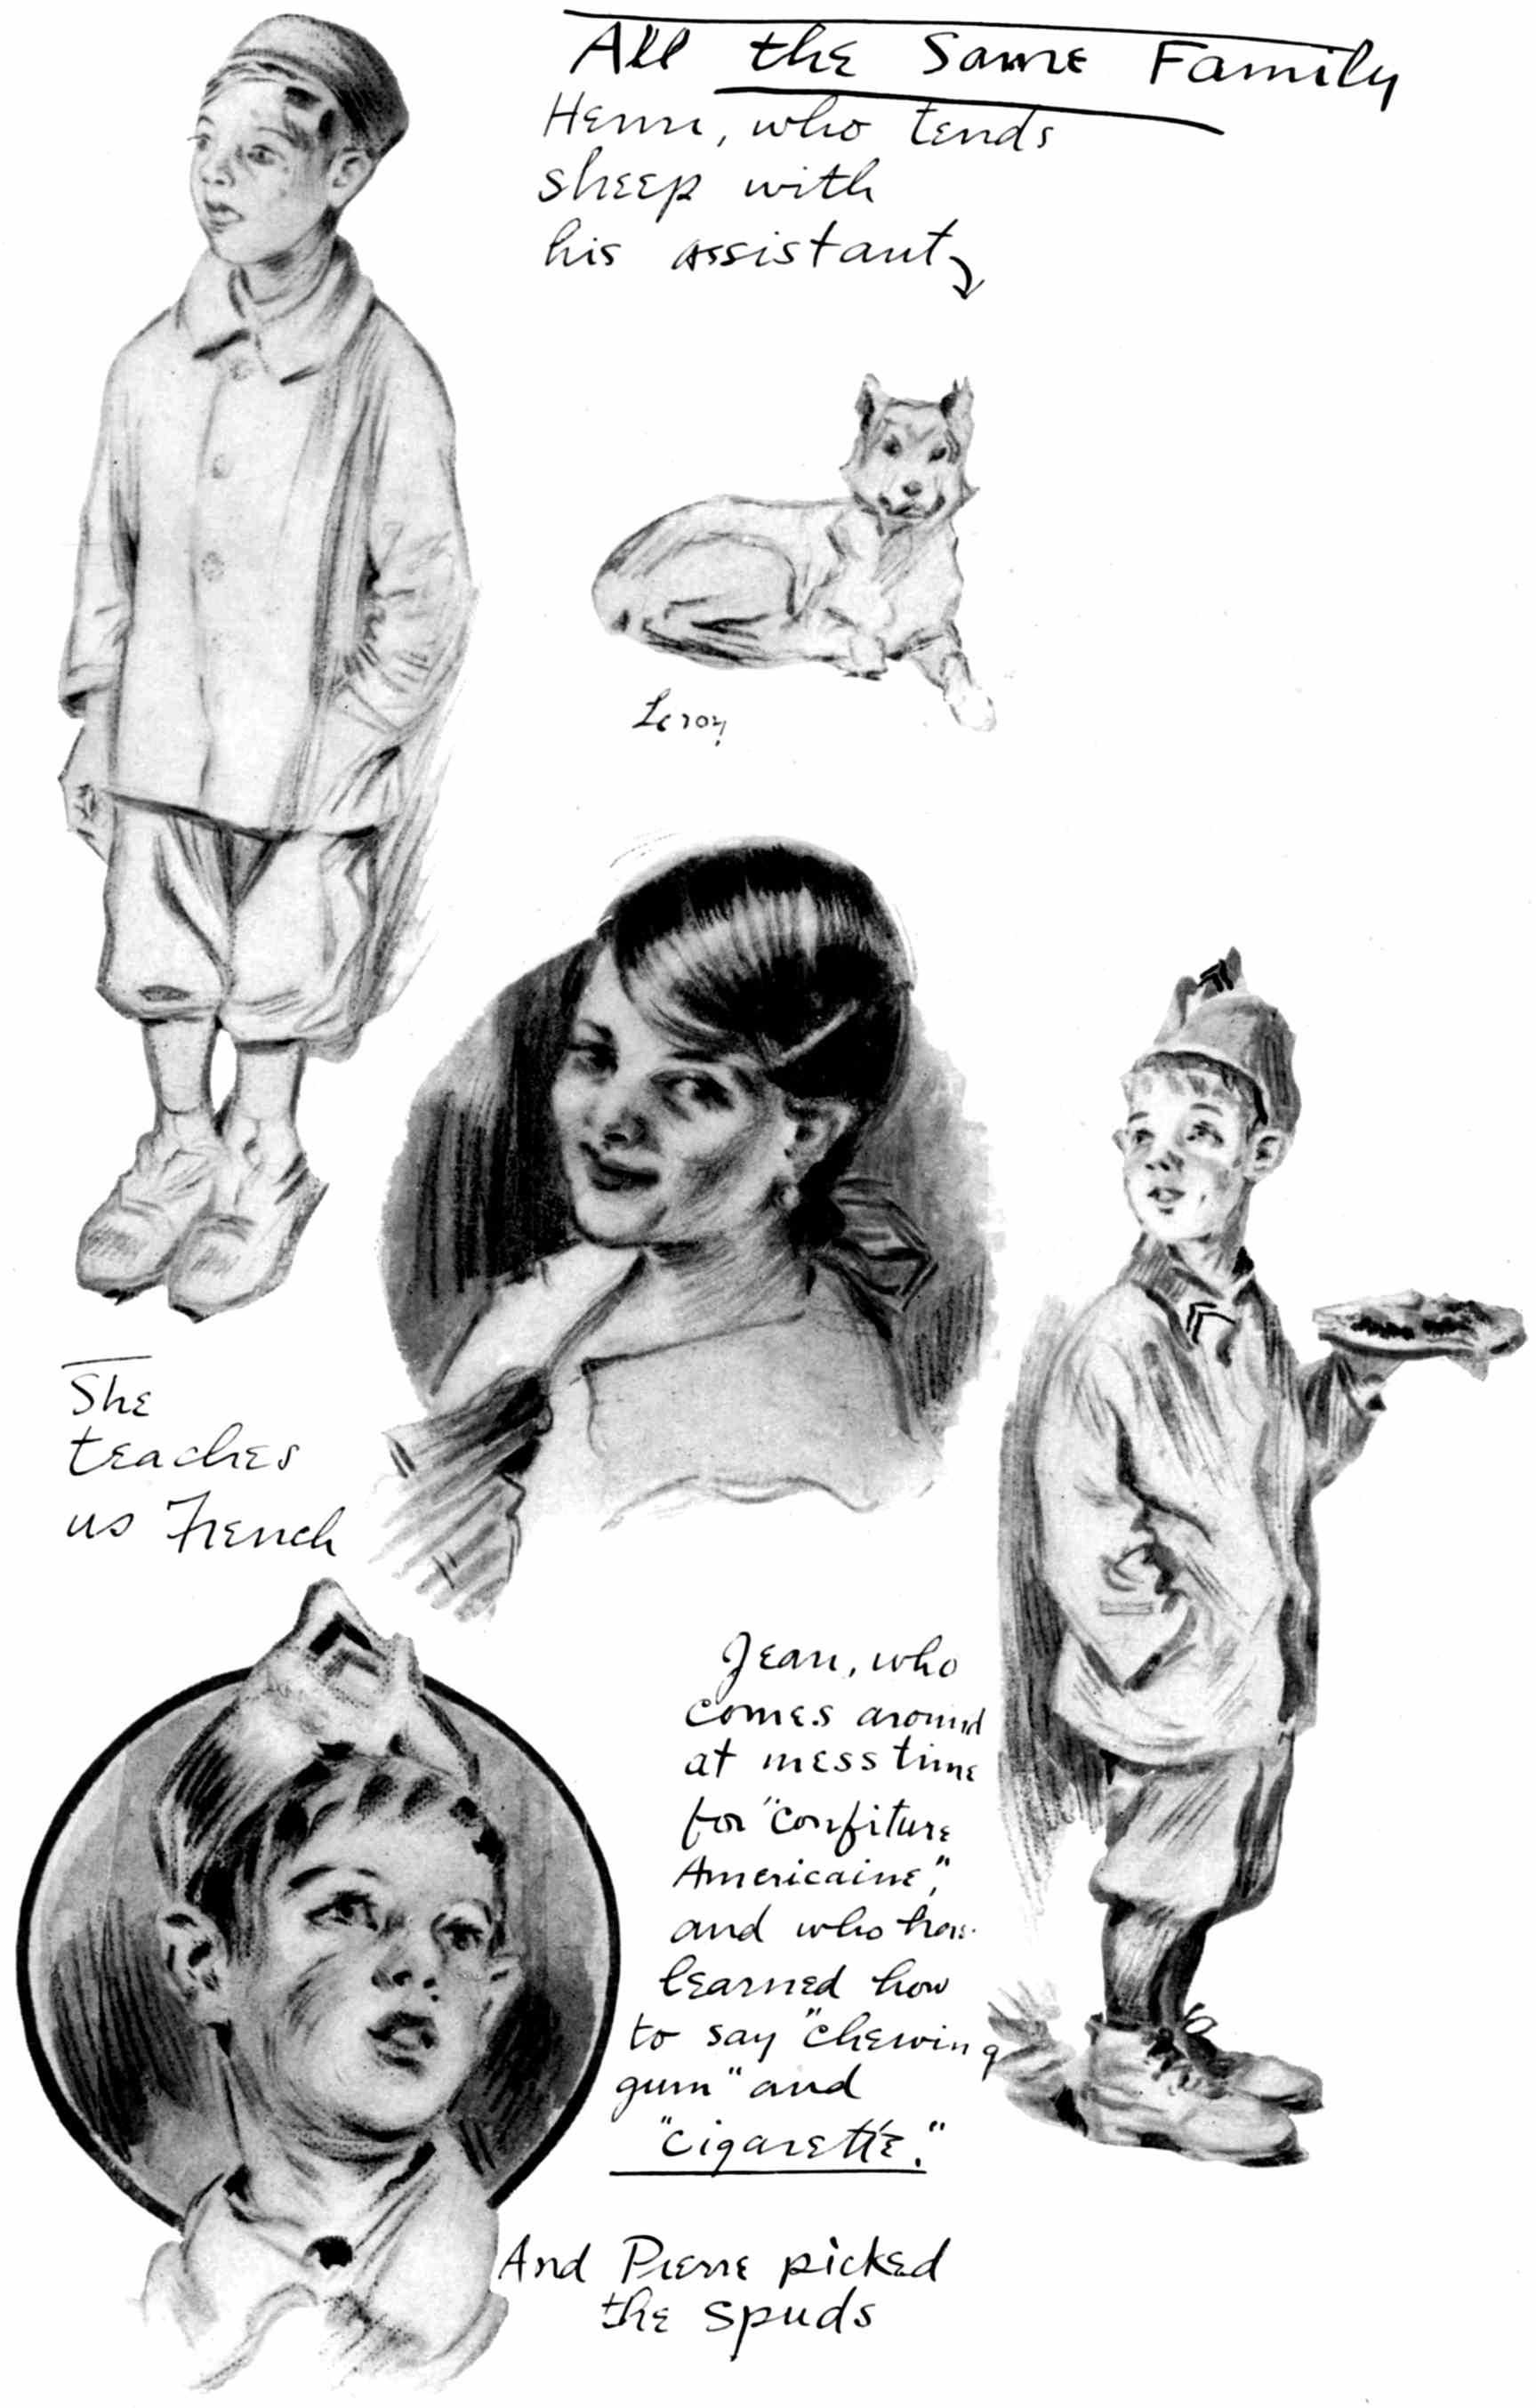 All the Same Family
Henri, who tends
sheep with
his assistant
Leroy
She
teaches
us French
Jean, who
comes around
at mess time
for "confiture
Americaine,"
and who has
learned how
to say "chewing
gum" and
"cigarette."
And Pierre picked
the spuds